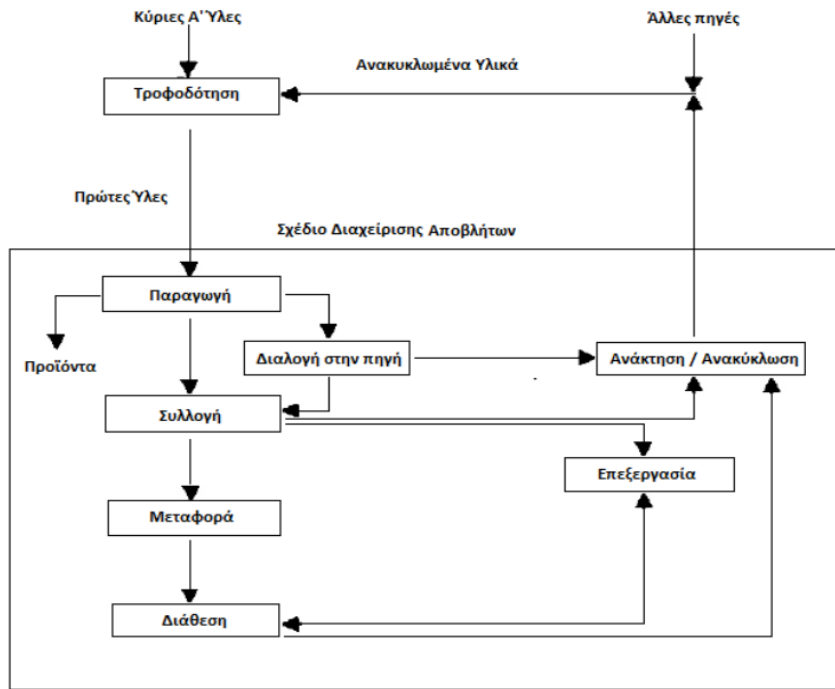 Κύριες Α' Ύλες
Άλλες πηγές
Ανακυκλωμένα Υλικά
Τροφοδότηση
Πρώτες Ύλες
Σχέδιο Διαχείρισης Αποβλήτων
Παραγωγή
Διαλογή στην πηγή
Ανάκτηση / Ανακύκλωση
Προϊόντα
Συλλογή
Επεξεργασία
Μεταφορά
Διάθεση